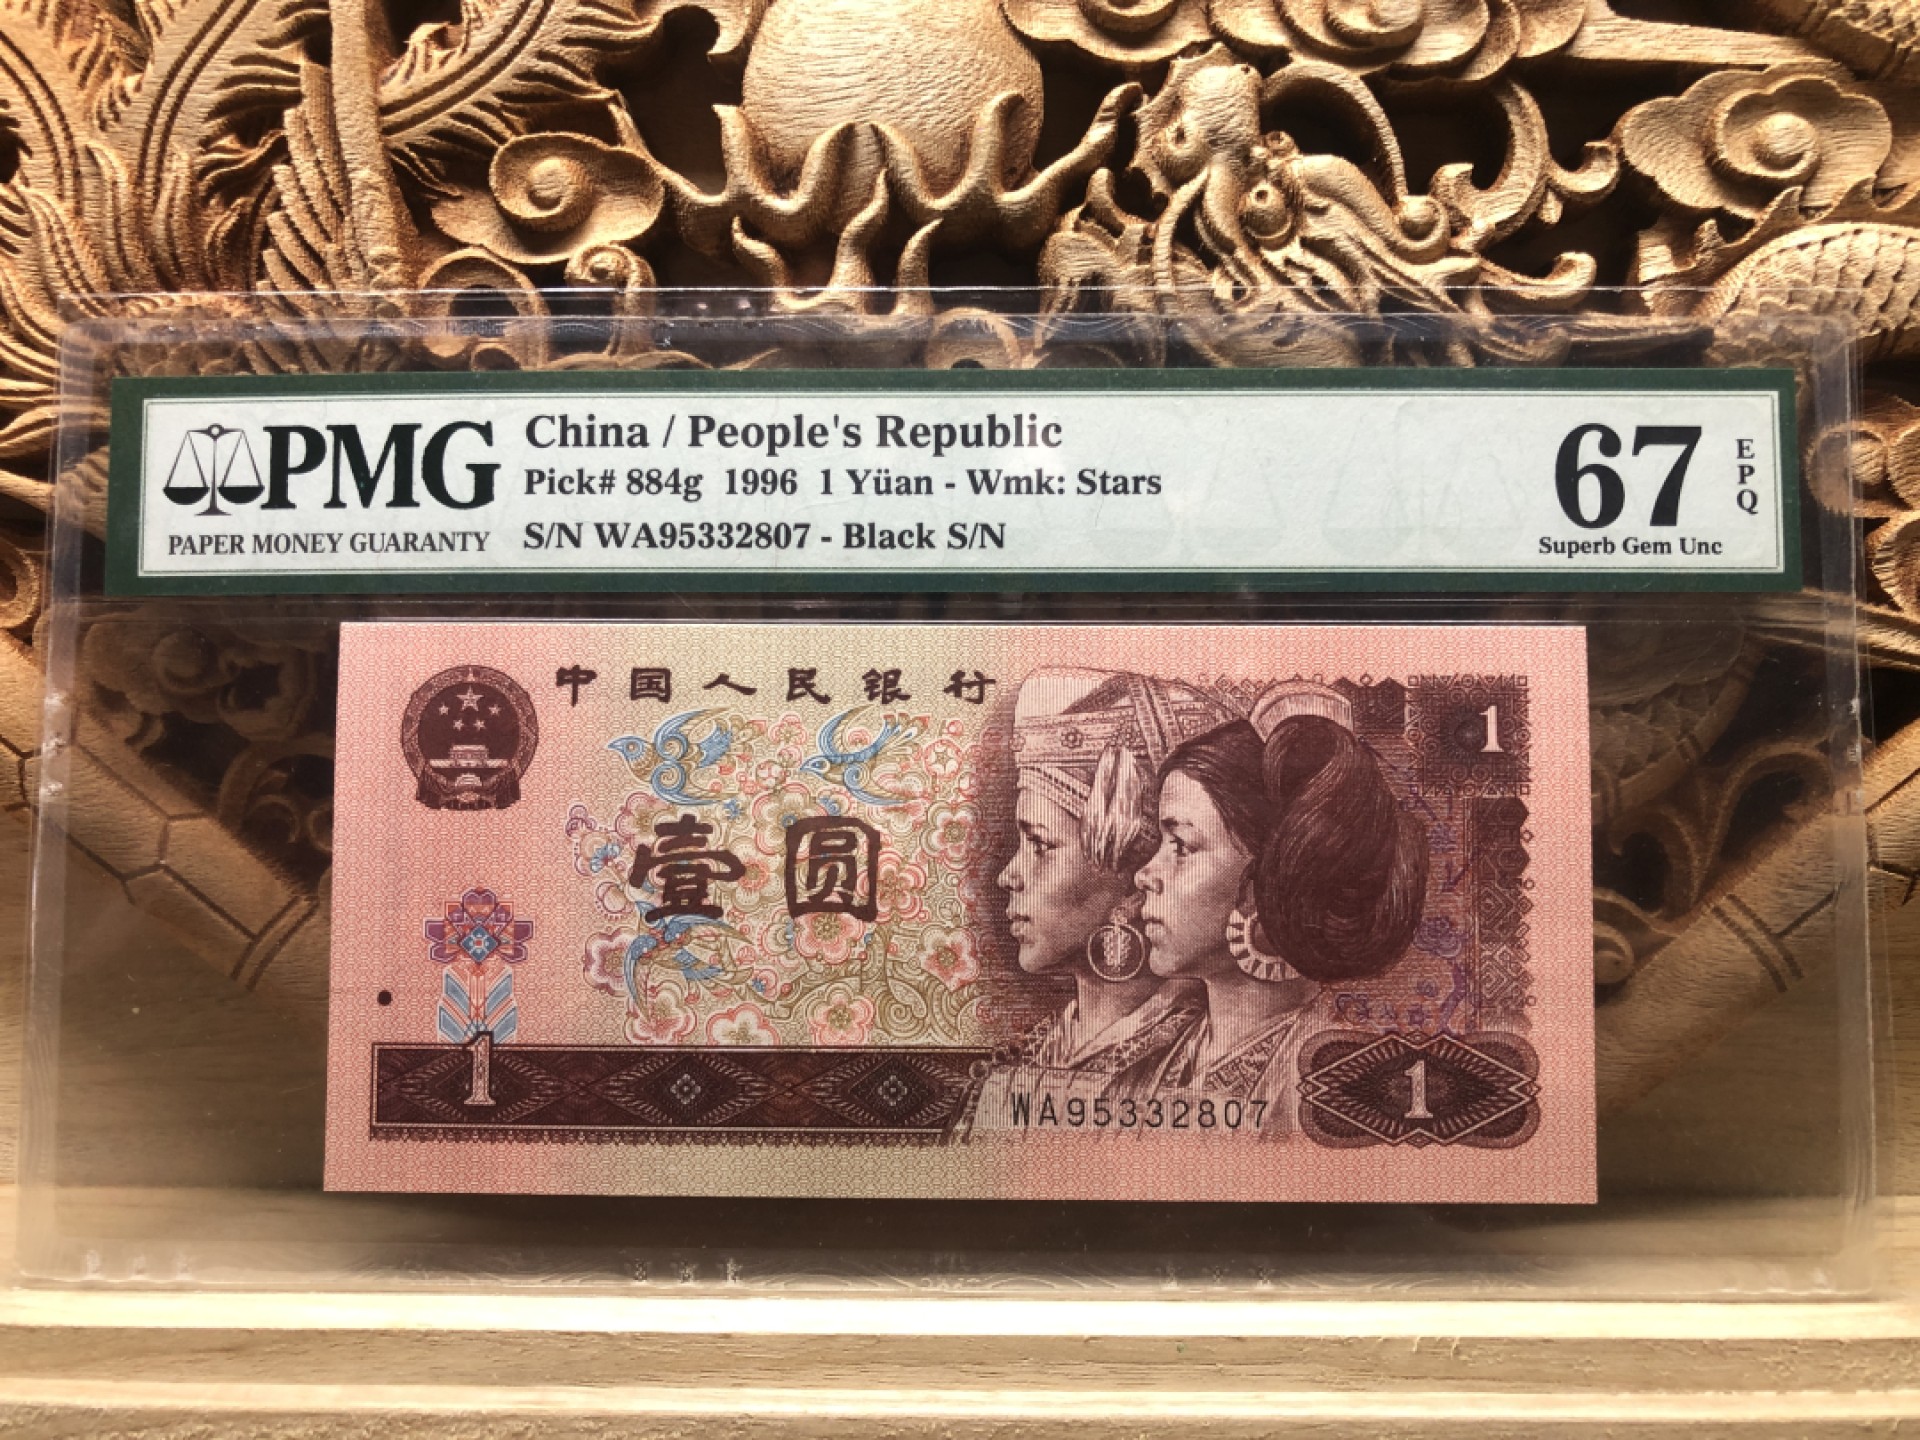 PMG
PAPER MONEY GUARANTY
China / People's Republic
Pick# 884g 1996 1 Yüan - Wmk: Stars
S/N WA95332807 - Black S/N
67
EPQ
Superb Gem Unc
中国人民银行
1
壹圆
1
WA95332807
1